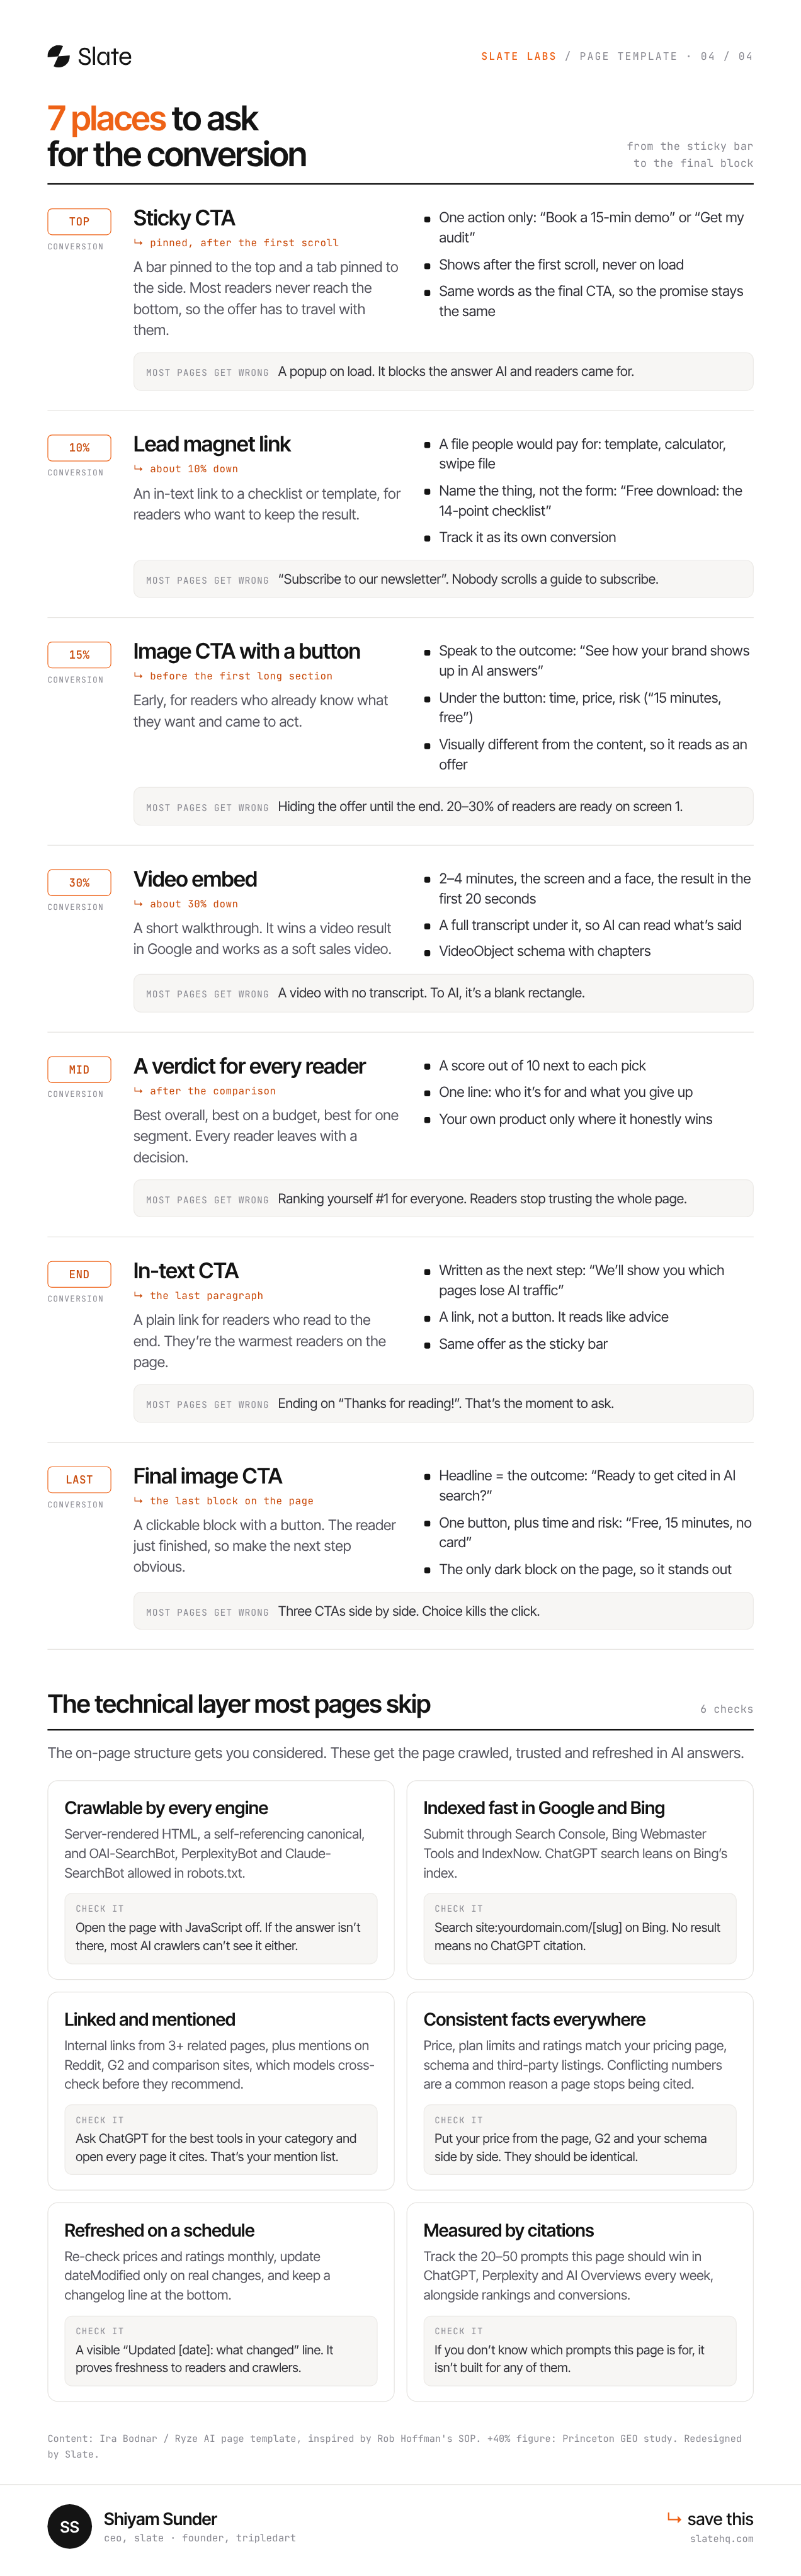 Slate
SLATE LABS / PAGE TEMPLATE · 04 / 04
7 places to ask
for the conversion
from the sticky bar
to the final block
TOP
CONVERSION
Sticky CTA
↳ pinned, after the first scroll
A bar pinned to the top and a tab pinned to
the side. Most readers never reach the
bottom, so the offer has to travel with
them.
One action only: “Book a 15-min demo” or “Get my
audit”
Shows after the first scroll, never on load
Same words as the final CTA, so the promise stays
the same
MOST PAGES GET WRONG A popup on load. It blocks the answer AI and readers came for.
10%
CONVERSION
Lead magnet link
↳ about 10% down
An in-text link to a checklist or template, for
readers who want to keep the result.
A file people would pay for: template, calculator,
swipe file
Name the thing, not the form: “Free download: the
14-point checklist”
Track it as its own conversion
MOST PAGES GET WRONG “Subscribe to our newsletter”. Nobody scrolls a guide to subscribe.
15%
CONVERSION
Image CTA with a button
↳ before the first long section
Early, for readers who already know what
they want and came to act.
Speak to the outcome: “See how your brand shows
up in AI answers”
Under the button: time, price, risk (“15 minutes,
free”)
Visually different from the content, so it reads as an
offer
MOST PAGES GET WRONG Hiding the offer until the end. 20–30% of readers are ready on screen 1.
30%
CONVERSION
Video embed
↳ about 30% down
A short walkthrough. It wins a video result
in Google and works as a soft sales video.
2–4 minutes, the screen and a face, the result in the
first 20 seconds
A full transcript under it, so AI can read what’s said
VideoObject schema with chapters
MOST PAGES GET WRONG A video with no transcript. To AI, it’s a blank rectangle.
MID
CONVERSION
A verdict for every reader
↳ after the comparison
Best overall, best on a budget, best for one
segment. Every reader leaves with a
decision.
A score out of 10 next to each pick
One line: who it’s for and what you give up
Your own product only where it honestly wins
MOST PAGES GET WRONG Ranking yourself #1 for everyone. Readers stop trusting the whole page.
END
CONVERSION
In-text CTA
↳ the last paragraph
A plain link for readers who read to the
end. They’re the warmest readers on the
page.
Written as the next step: “We’ll show you which
pages lose AI traffic”
A link, not a button. It reads like advice
Same offer as the sticky bar
MOST PAGES GET WRONG Ending on “Thanks for reading!”. That’s the moment to ask.
LAST
CONVERSION
Final image CTA
↳ the last block on the page
A clickable block with a button. The reader
just finished, so make the next step
obvious.
Headline = the outcome: “Ready to get cited in AI
search?”
One button, plus time and risk: “Free, 15 minutes, no
card”
The only dark block on the page, so it stands out
MOST PAGES GET WRONG Three CTAs side by side. Choice kills the click.
The technical layer most pages skip
6 checks
The on-page structure gets you considered. These get the page crawled, trusted and refreshed in AI answers.
Crawlable by every engine
Server-rendered HTML, a self-referencing canonical,
and OAI-SearchBot, PerplexityBot and Claude-
SearchBot allowed in robots.txt.
CHECK IT
Open the page with JavaScript off. If the answer isn’t
there, most AI crawlers can’t see it either.
Indexed fast in Google and Bing
Submit through Search Console, Bing Webmaster
Tools and IndexNow. ChatGPT search leans on Bing’s
index.
CHECK IT
Search site:yourdomain.com/[slug] on Bing. No result
means no ChatGPT citation.
Linked and mentioned
Internal links from 3+ related pages, plus mentions on
Reddit, G2 and comparison sites, which models cross-
check before they recommend.
CHECK IT
Ask ChatGPT for the best tools in your category and
open every page it cites. That’s your mention list.
Consistent facts everywhere
Price, plan limits and ratings match your pricing page,
schema and third-party listings. Conflicting numbers
are a common reason a page stops being cited.
CHECK IT
Put your price from the page, G2 and your schema
side by side. They should be identical.
Refreshed on a schedule
Re-check prices and ratings monthly, update
dateModified only on real changes, and keep a
changelog line at the bottom.
CHECK IT
A visible “Updated [date]: what changed” line. It
proves freshness to readers and crawlers.
Measured by citations
Track the 20–50 prompts this page should win in
ChatGPT, Perplexity and AI Overviews every week,
alongside rankings and conversions.
CHECK IT
If you don’t know which prompts this page is for, it
isn’t built for any of them.
Content: Ira Bodnar / Ryze AI page template, inspired by Rob Hoffman's SOP. +40% figure: Princeton GEO study. Redesigned
by Slate.
SS
Shiyam Sunder
ceo, slate · founder, tripledart
↳ save this
slatehq.com